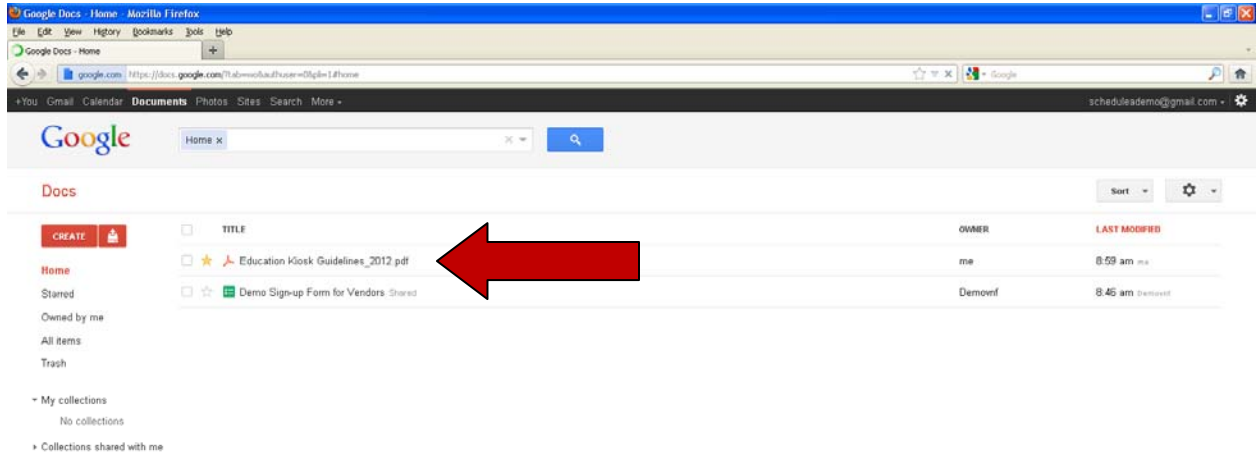 Google Docs - Home - Mozilla Firefox
File Edit View History Bookmarks Tools Help
Google Docs - Home +
google.com https://docs.google.com/?tab=wo&authuser=0&pli=1#home Google
+You Gmail Calendar Documents Photos Sites Search More
scheduleademo@gmail.com
Google Home x
Docs Sort
CREATE TITLE OWNER LAST MODIFIED
Education Kiosk Guidelines_2012.pdf me 8:59 am me
Demo Sign-up Form for Vendors Shared Demovnf 8:46 am Demovnf
Home
Starred
Owned by me
All items
Trash
My collections
No collections
Collections shared with me